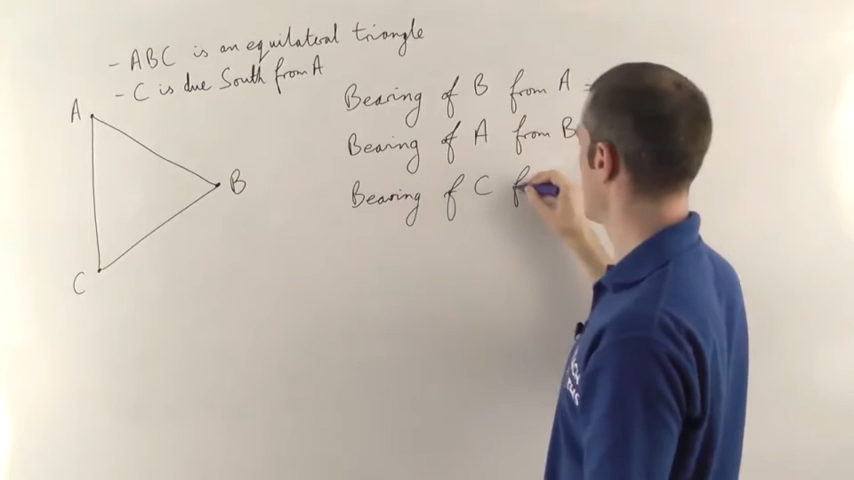 - ABC is an equilateral triangle
- C is due South from A
A
B
C
Bearing of B from A =
Bearing of A from B
Bearing of C f